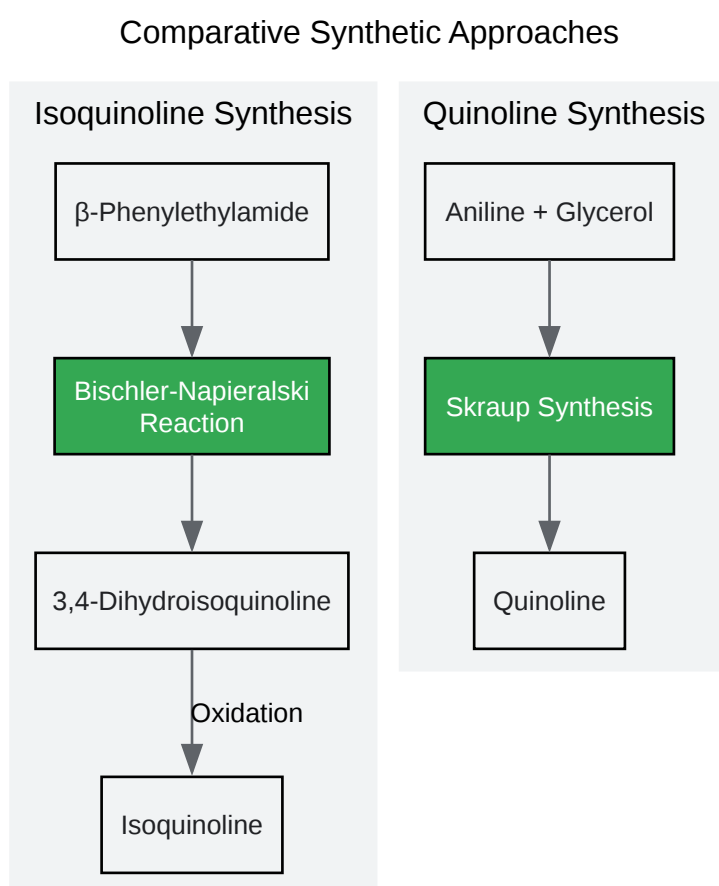 Comparative Synthetic Approaches
Isoquinoline Synthesis
β-Phenylethylamide
Bischler-Napieralski
Reaction
3,4-Dihydroisoquinoline
Oxidation
Isoquinoline
Quinoline Synthesis
Aniline + Glycerol
Skraup Synthesis
Quinoline